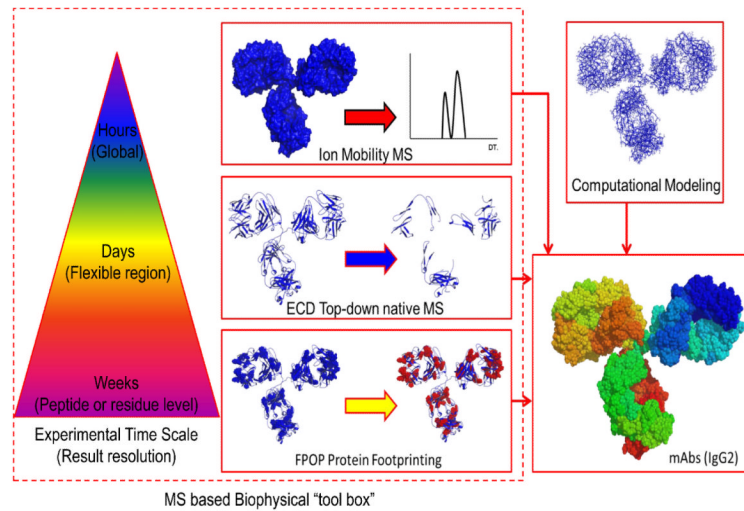 Hours
(Global)
Days
(Flexible region)
Weeks
(Peptide or residue level)
Experimental Time Scale
(Result resolution)
DT.
Ion Mobility MS
ECD Top-down native MS
FPOP Protein Footprinting
MS based Biophysical “tool box”
Computational Modeling
mAbs (IgG2)